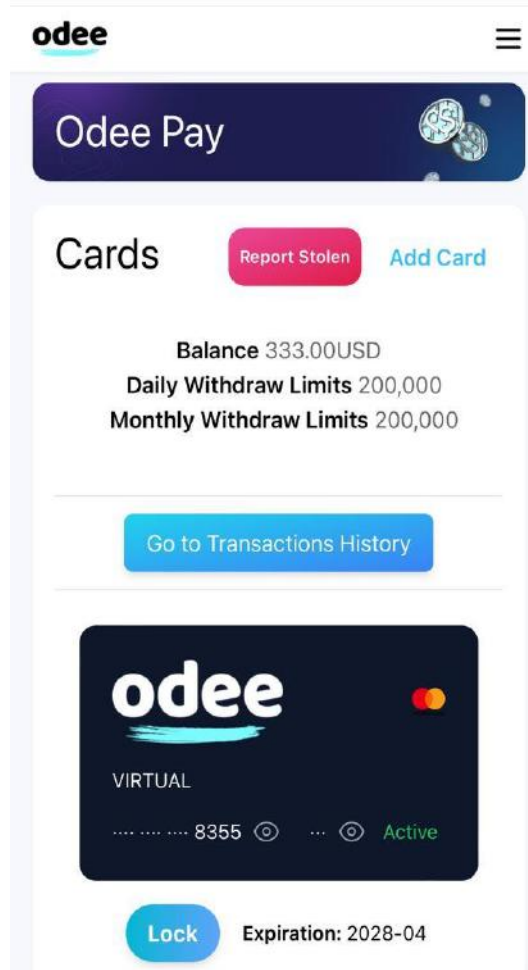 odee
Odee Pay
Cards
Report Stolen
Add Card
Balance 333.00USD
Daily Withdraw Limits 200,000
Monthly Withdraw Limits 200,000
Go to Transactions History
odee
VIRTUAL
.... .... .... 8355 ... Active
Lock
Expiration: 2028-04